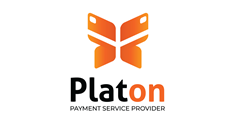 Platon
PAYMENT SERVICE PROVIDER